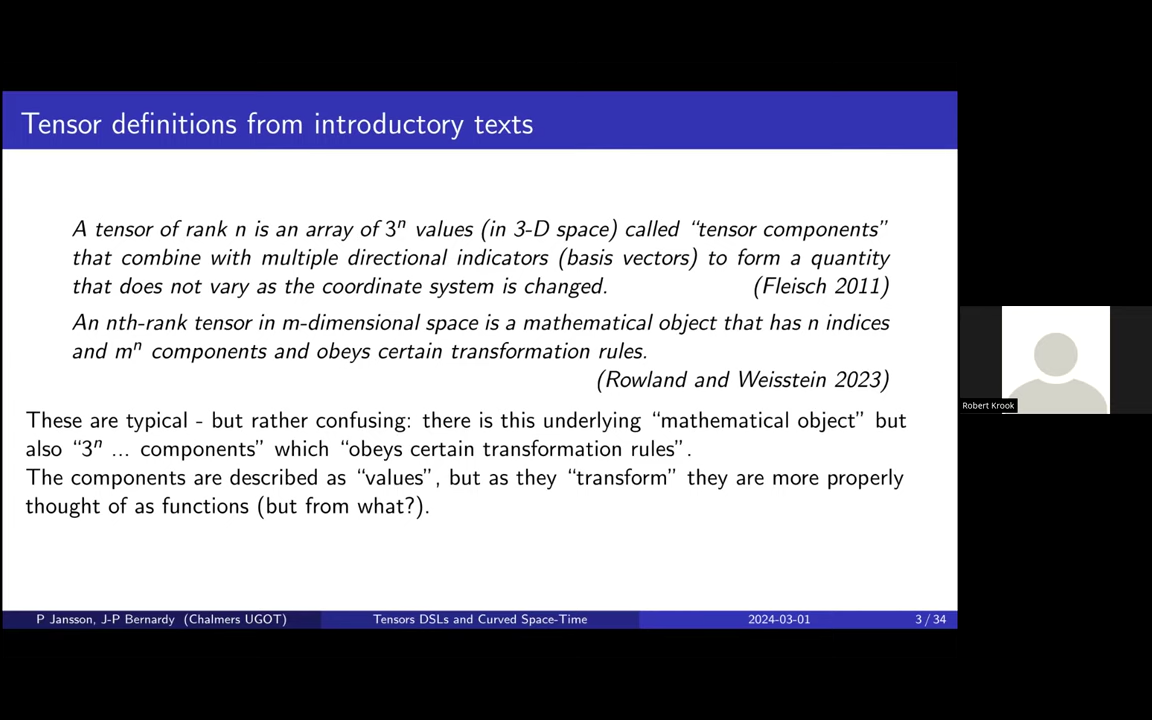 Tensor definitions from introductory texts
A tensor of rank n is an array of 3ⁿ values (in 3-D space) called “tensor components”
that combine with multiple directional indicators (basis vectors) to form a quantity
that does not vary as the coordinate system is changed. (Fleisch 2011)
An nth-rank tensor in m-dimensional space is a mathematical object that has n indices
and mⁿ components and obeys certain transformation rules.
(Rowland and Weisstein 2023)
These are typical - but rather confusing: there is this underlying “mathematical object” but
also “3ⁿ ... components” which “obeys certain transformation rules”.
The components are described as “values”, but as they “transform” they are more properly
thought of as functions (but from what?).
Robert Krook
P Jansson, J-P Bernardy (Chalmers UGOT) Tensors DSLs and Curved Space-Time 2024-03-01 3 / 34